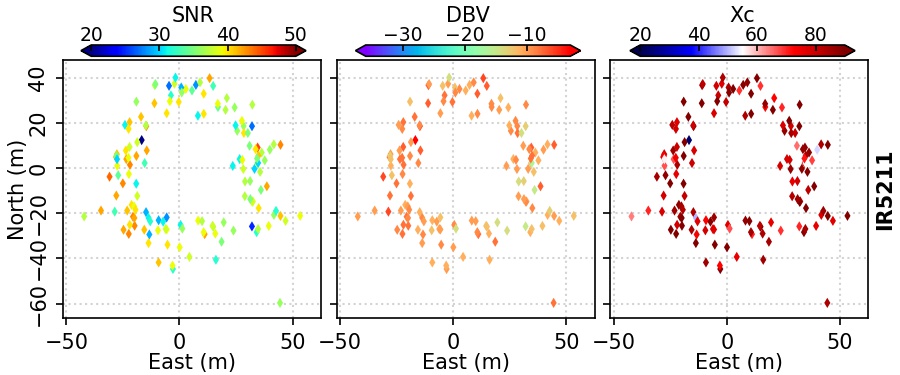 SNR DBV Xc
20 30 40 50 −30 −20 −10 20 40 60 80
North (m)
40
20
0
−20
−40
−60
−50 0 50 −50 0 50 −50 0 50
East (m) East (m) East (m)
IR5211